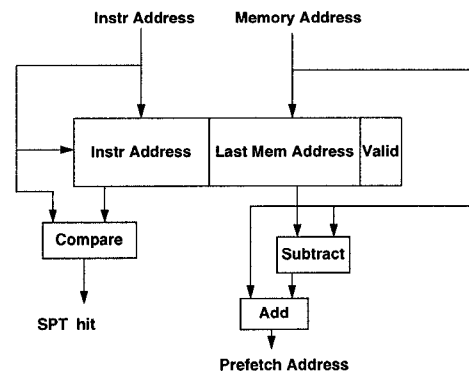 Instr Address
Memory Address
Instr Address
Last Mem Address
Valid
Compare
Subtract
Add
SPT hit
Prefetch Address